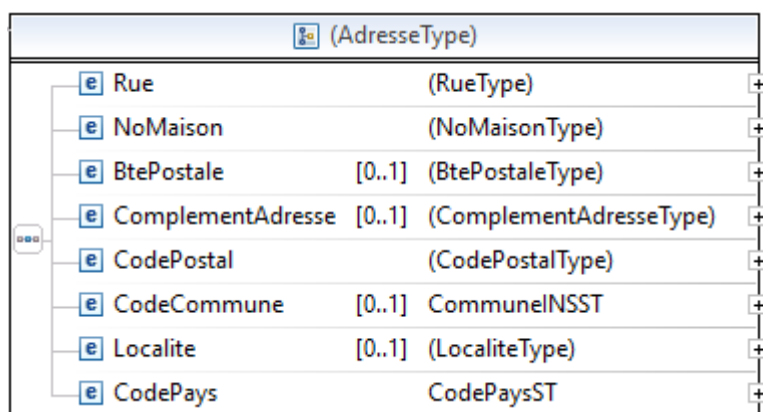 (AdresseType)
e Rue (RueType)
e NoMaison (NoMaisonType)
e BtePostale [0..1] (BtePostaleType)
e ComplementAdresse [0..1] (ComplementAdresseType)
e CodePostal (CodePostalType)
e CodeCommune [0..1] CommuneINSST
e Localite [0..1] (LocaliteType)
e CodePays CodePaysST